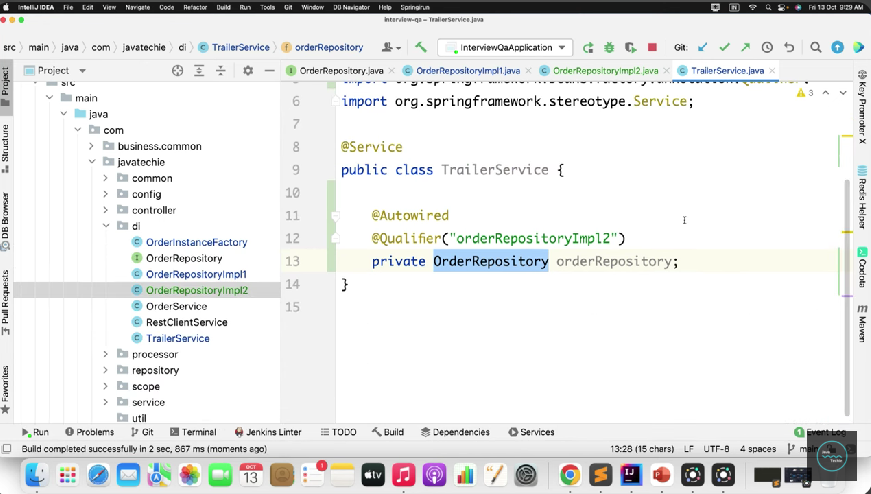 IntelliJ IDEA File Edit View Navigate Code Refactor Build Run Tools Git Window DB Navigator Help Springirun Fri 13 Oct 9:29 AM
interview-qa – TrailerService.java
src main java com javatechie di TrailerService orderRepository InterviewQaApplication Git:
Project OrderRepository.java OrderRepositoryImpl1.java OrderRepositoryImpl2.java TrailerService.java
src
main
java
com
business.common
javatechie
common
config
controller
di
OrderInstanceFactory
OrderRepository
OrderRepositoryImpl1
OrderRepositoryImpl2
OrderService
RestClientService
TrailerService
processor
repository
scope
service
util
6 import org.springframework.stereotype.Service;
7
8 @Service
9 public class TrailerService {
10
11 @Autowired
12 @Qualifier("orderRepositoryImpl2")
13 private OrderRepository orderRepository;
14 }
15
3
Project
Structure
DB Browser
Pull Requests
Favorites
Key Promoter X
Redis Helper
Codota
Maven
Run Problems Git Terminal Jenkins Linter TODO Build Dependencies Services Event Log
Build completed successfully in 2 sec, 867 ms (moments ago) 13:28 (15 chars) LF UTF-8 4 spaces
OCT
13
1
tv